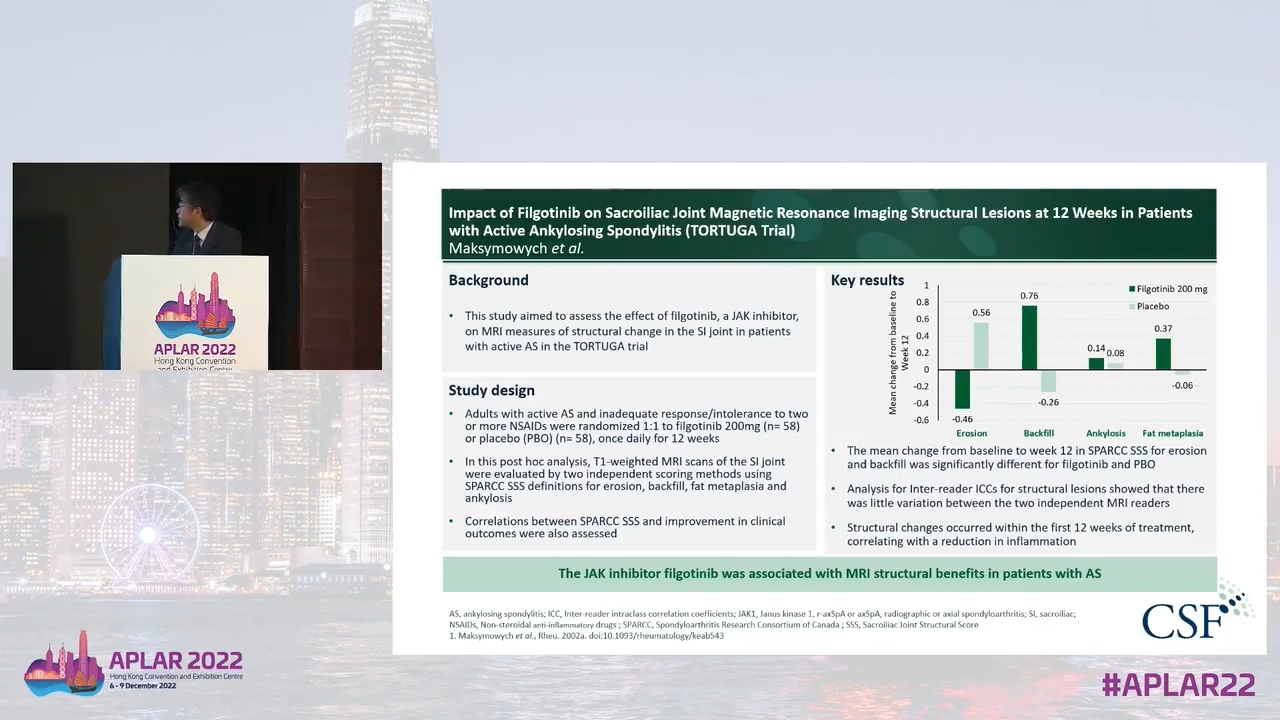 Impact of Filgotinib on Sacroiliac Joint Magnetic Resonance Imaging Structural Lesions at 12 Weeks in Patients
with Active Ankylosing Spondylitis (TORTUGA Trial)
Maksymowych et al.
Background
• This study aimed to assess the effect of filgotinib, a JAK inhibitor,
on MRI measures of structural change in the SI joint in patients
with active AS in the TORTUGA trial
Study design
• Adults with active AS and inadequate response/intolerance to two
or more NSAIDs were randomized 1:1 to filgotinib 200mg (n= 58)
or placebo (PBO) (n= 58), once daily for 12 weeks
• In this post hoc analysis, T1-weighted MRI scans of the SI joint
were evaluated by two independent scoring methods using
SPARCC SSS definitions for erosion, backfill, fat metaplasia and
ankylosis
• Correlations between SPARCC SSS and improvement in clinical
outcomes were also assessed
Key results
Mean change from baseline to
Week 12
1
0.8
0.6
0.4
0.2
0
-0.2
-0.4
-0.6
Filgotinib 200 mg
Placebo
-0.46
0.56
0.76
-0.26
0.14
0.08
0.37
-0.06
Erosion
Backfill
Ankylosis
Fat metaplasia
• The mean change from baseline to week 12 in SPARCC SSS for erosion
and backfill was significantly different for filgotinib and PBO
• Analysis for Inter-reader ICCs for structural lesions showed that there
was little variation between the two independent MRI readers
• Structural changes occurred within the first 12 weeks of treatment,
correlating with a reduction in inflammation
The JAK inhibitor filgotinib was associated with MRI structural benefits in patients with AS
AS, ankylosing spondylitis; ICC, Inter-reader intraclass correlation coefficients; JAK1, Janus kinase 1, r-axSpA or axSpA, radiographic or axial spondyloarthritis; SI, sacroiliac;
NSAIDs, Non-steroidal anti-inflammatory drugs ; SPARCC, Spondyloarthritis Research Consortium of Canada ; SSS, Sacroiliac Joint Structural Score
1. Maksymowych et al., Rheu. 2002a. doi:10.1093/rheumatology/keab543
CSF
APLAR 2022
Hong Kong Convention
and Exhibition Centre
APLAR 2022
Hong Kong Convention and Exhibition Centre
6 - 9 December 2022
#APLAR22